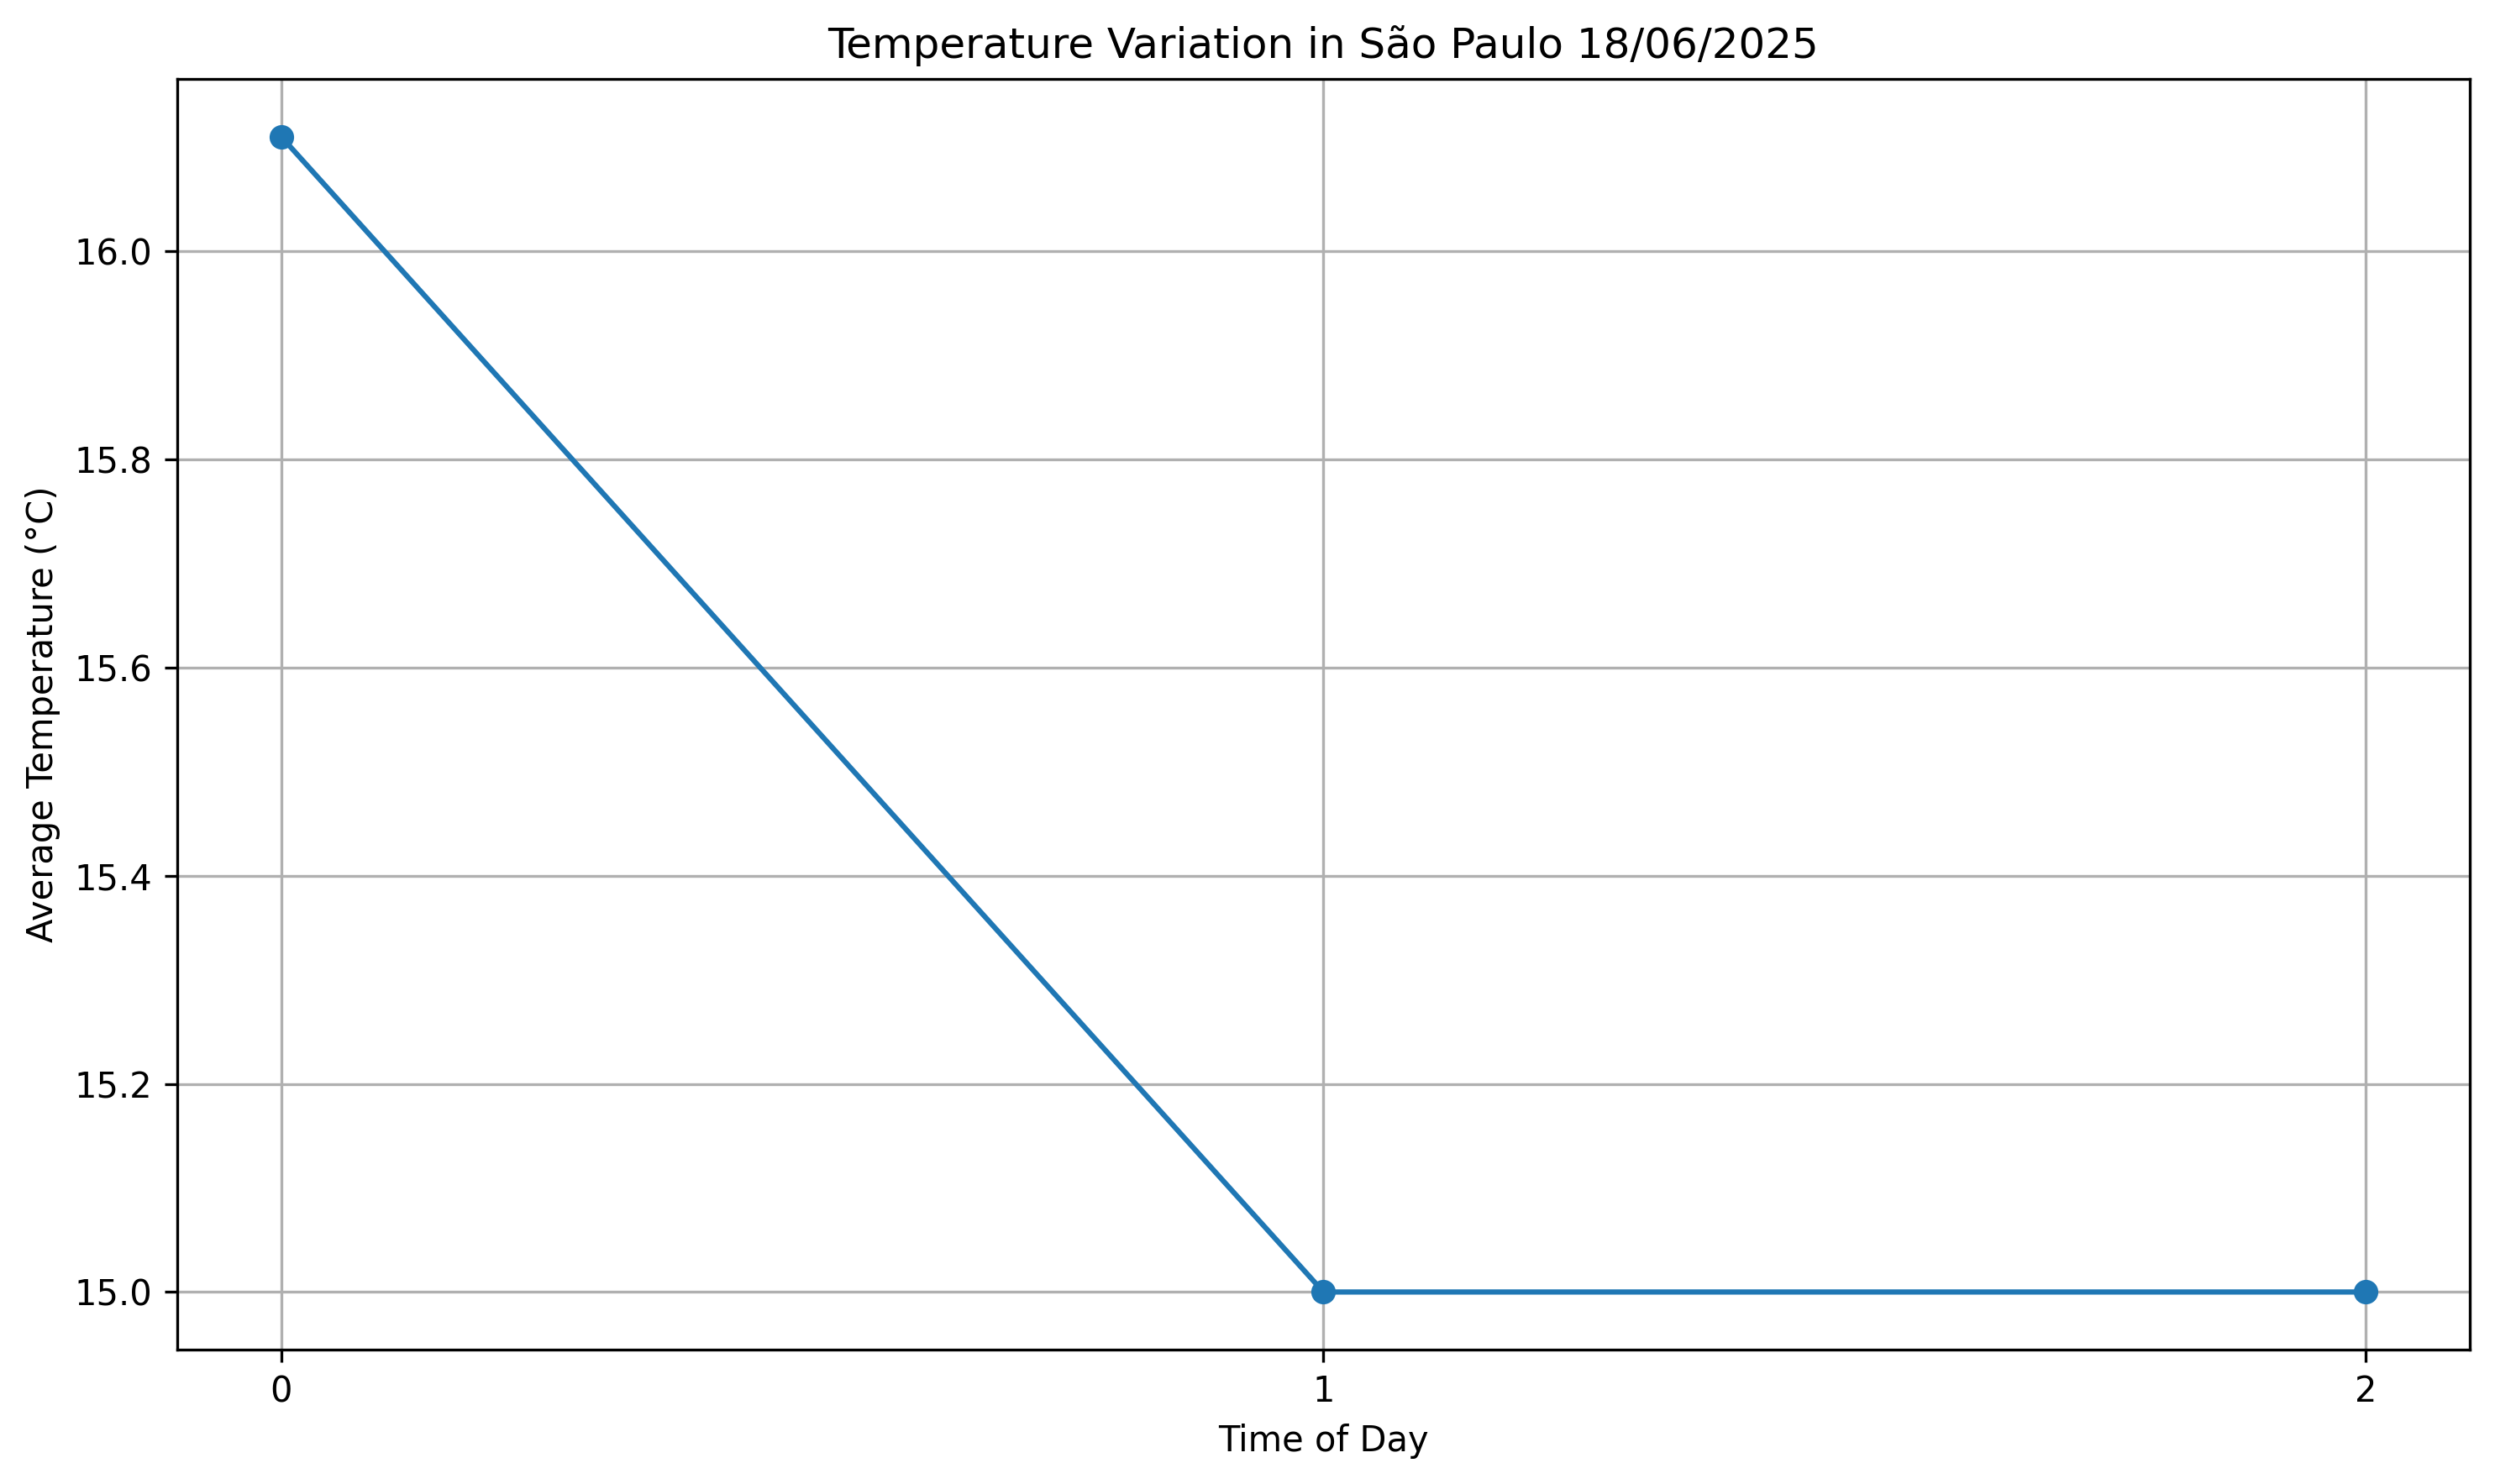 Temperature Variation in São Paulo 18/06/2025
Average Temperature (°C)
16.0
15.8
15.6
15.4
15.2
15.0
0 1 2
Time of Day